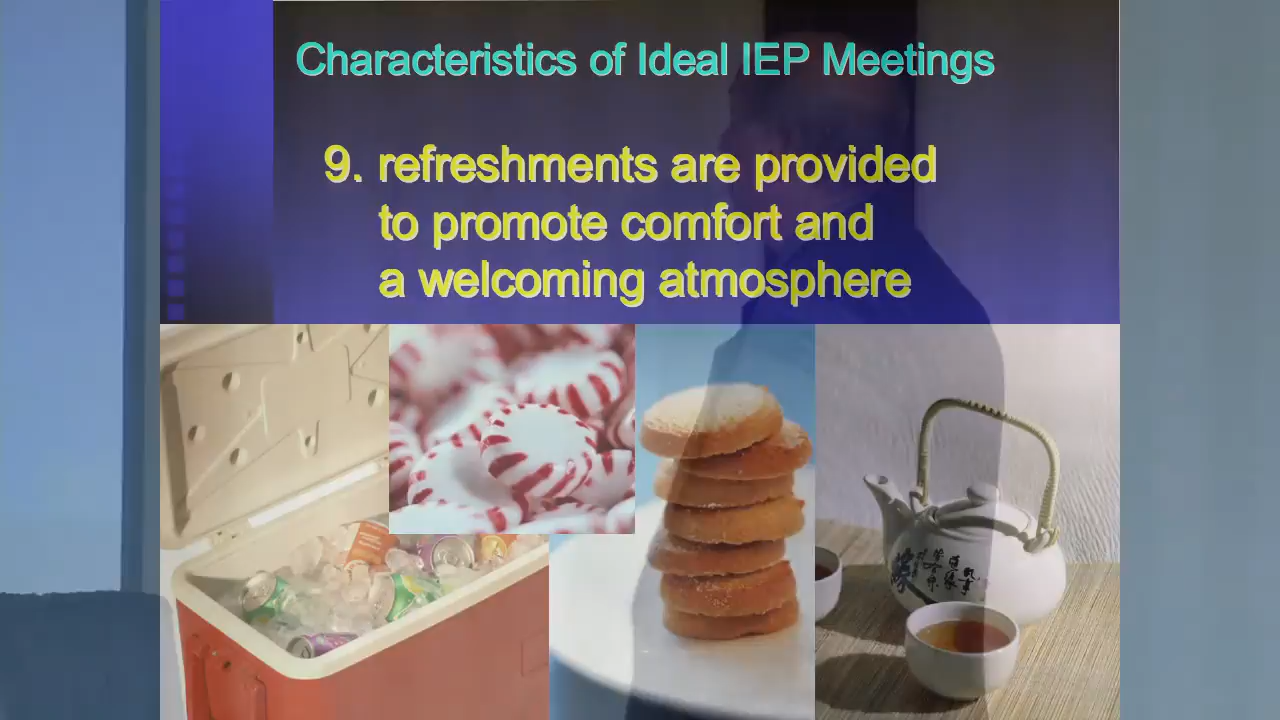 Characteristics of Ideal IEP Meetings
9. refreshments are provided
to promote comfort and
a welcoming atmosphere